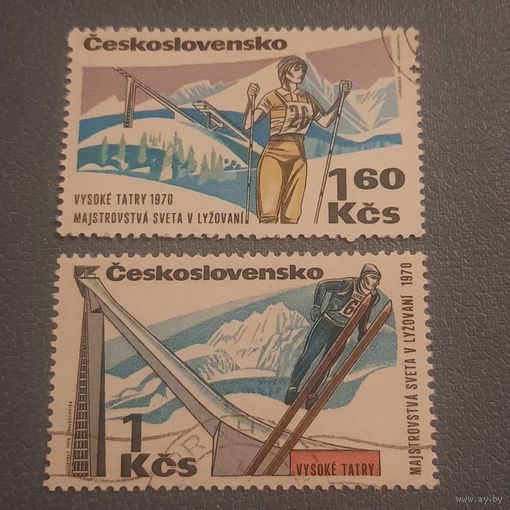 Československo
26
1 60
Kčs
VYSOKÉ TATRY 1970
MAJSTROVSTVÁ SVETA V LYŽOVANÍ
Československo
6
1
Kčs
VYSOKÉ TATRY
MAJSTROVSTVÁ SVETA V LYŽOVANÍ 1970
www.ay.by